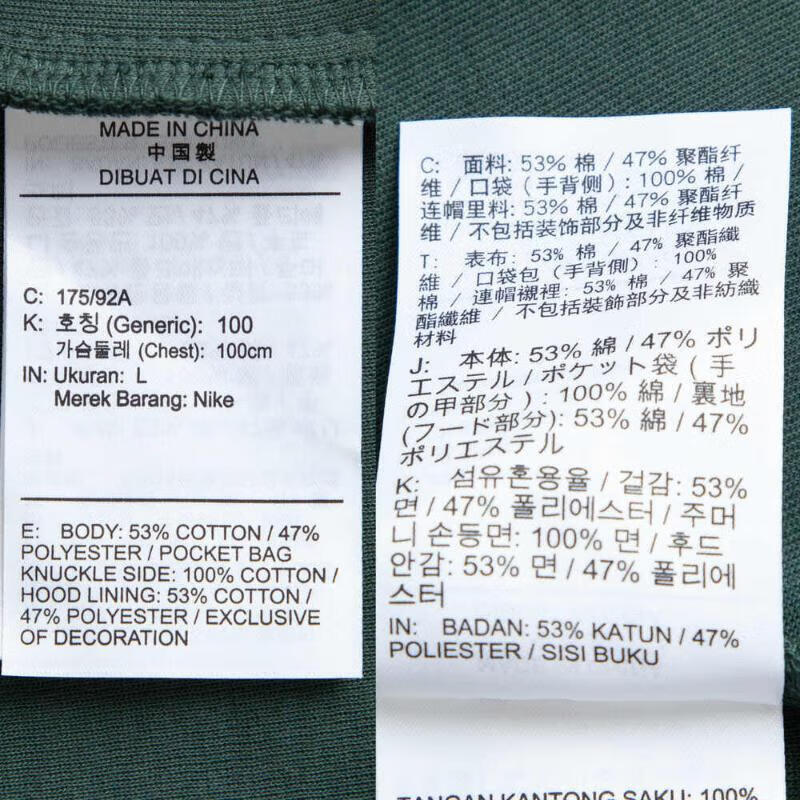 MADE IN CHINA
中国製
DIBUAT DI CINA
C: 175/92A
K: 호칭 (Generic): 100
가슴둘레 (Chest): 100cm
IN: Ukuran: L
Merek Barang: Nike
E: BODY: 53% COTTON / 47%
POLYESTER / POCKET BAG
KNUCKLE SIDE: 100% COTTON /
HOOD LINING: 53% COTTON /
47% POLYESTER / EXCLUSIVE
OF DECORATION
C: 面料: 53% 棉 / 47% 聚酯纤
维 / 口袋 (手背侧) : 100% 棉 /
连帽里料: 53% 棉 / 47% 聚酯纤
维 / 不包括装饰部分及非纤维物质
T: 表布: 53% 棉 / 47% 聚酯纖
維 / 口袋包 (手背側) : 100%
棉 / 連帽襯裡: 53% 棉 / 47% 聚
酯纖維 / 不包括裝飾部分及非紡織
材料
J: 本体: 53% 綿 / 47% ポリ
エステル / ポケット袋 ( 手
の甲部分 ) : 100% 綿 / 裏地
(フード部分): 53% 綿 / 47%
ポリエステル
K: 섬유혼용율 / 겉감: 53%
면 / 47% 폴리에스터 / 주머
니 손등면: 100% 면 / 후드
안감: 53% 면 / 47% 폴리에
스터
IN: BADAN: 53% KATUN / 47%
POLIESTER / SISI BUKU
TANGAN KANTONG SAKU: 100%